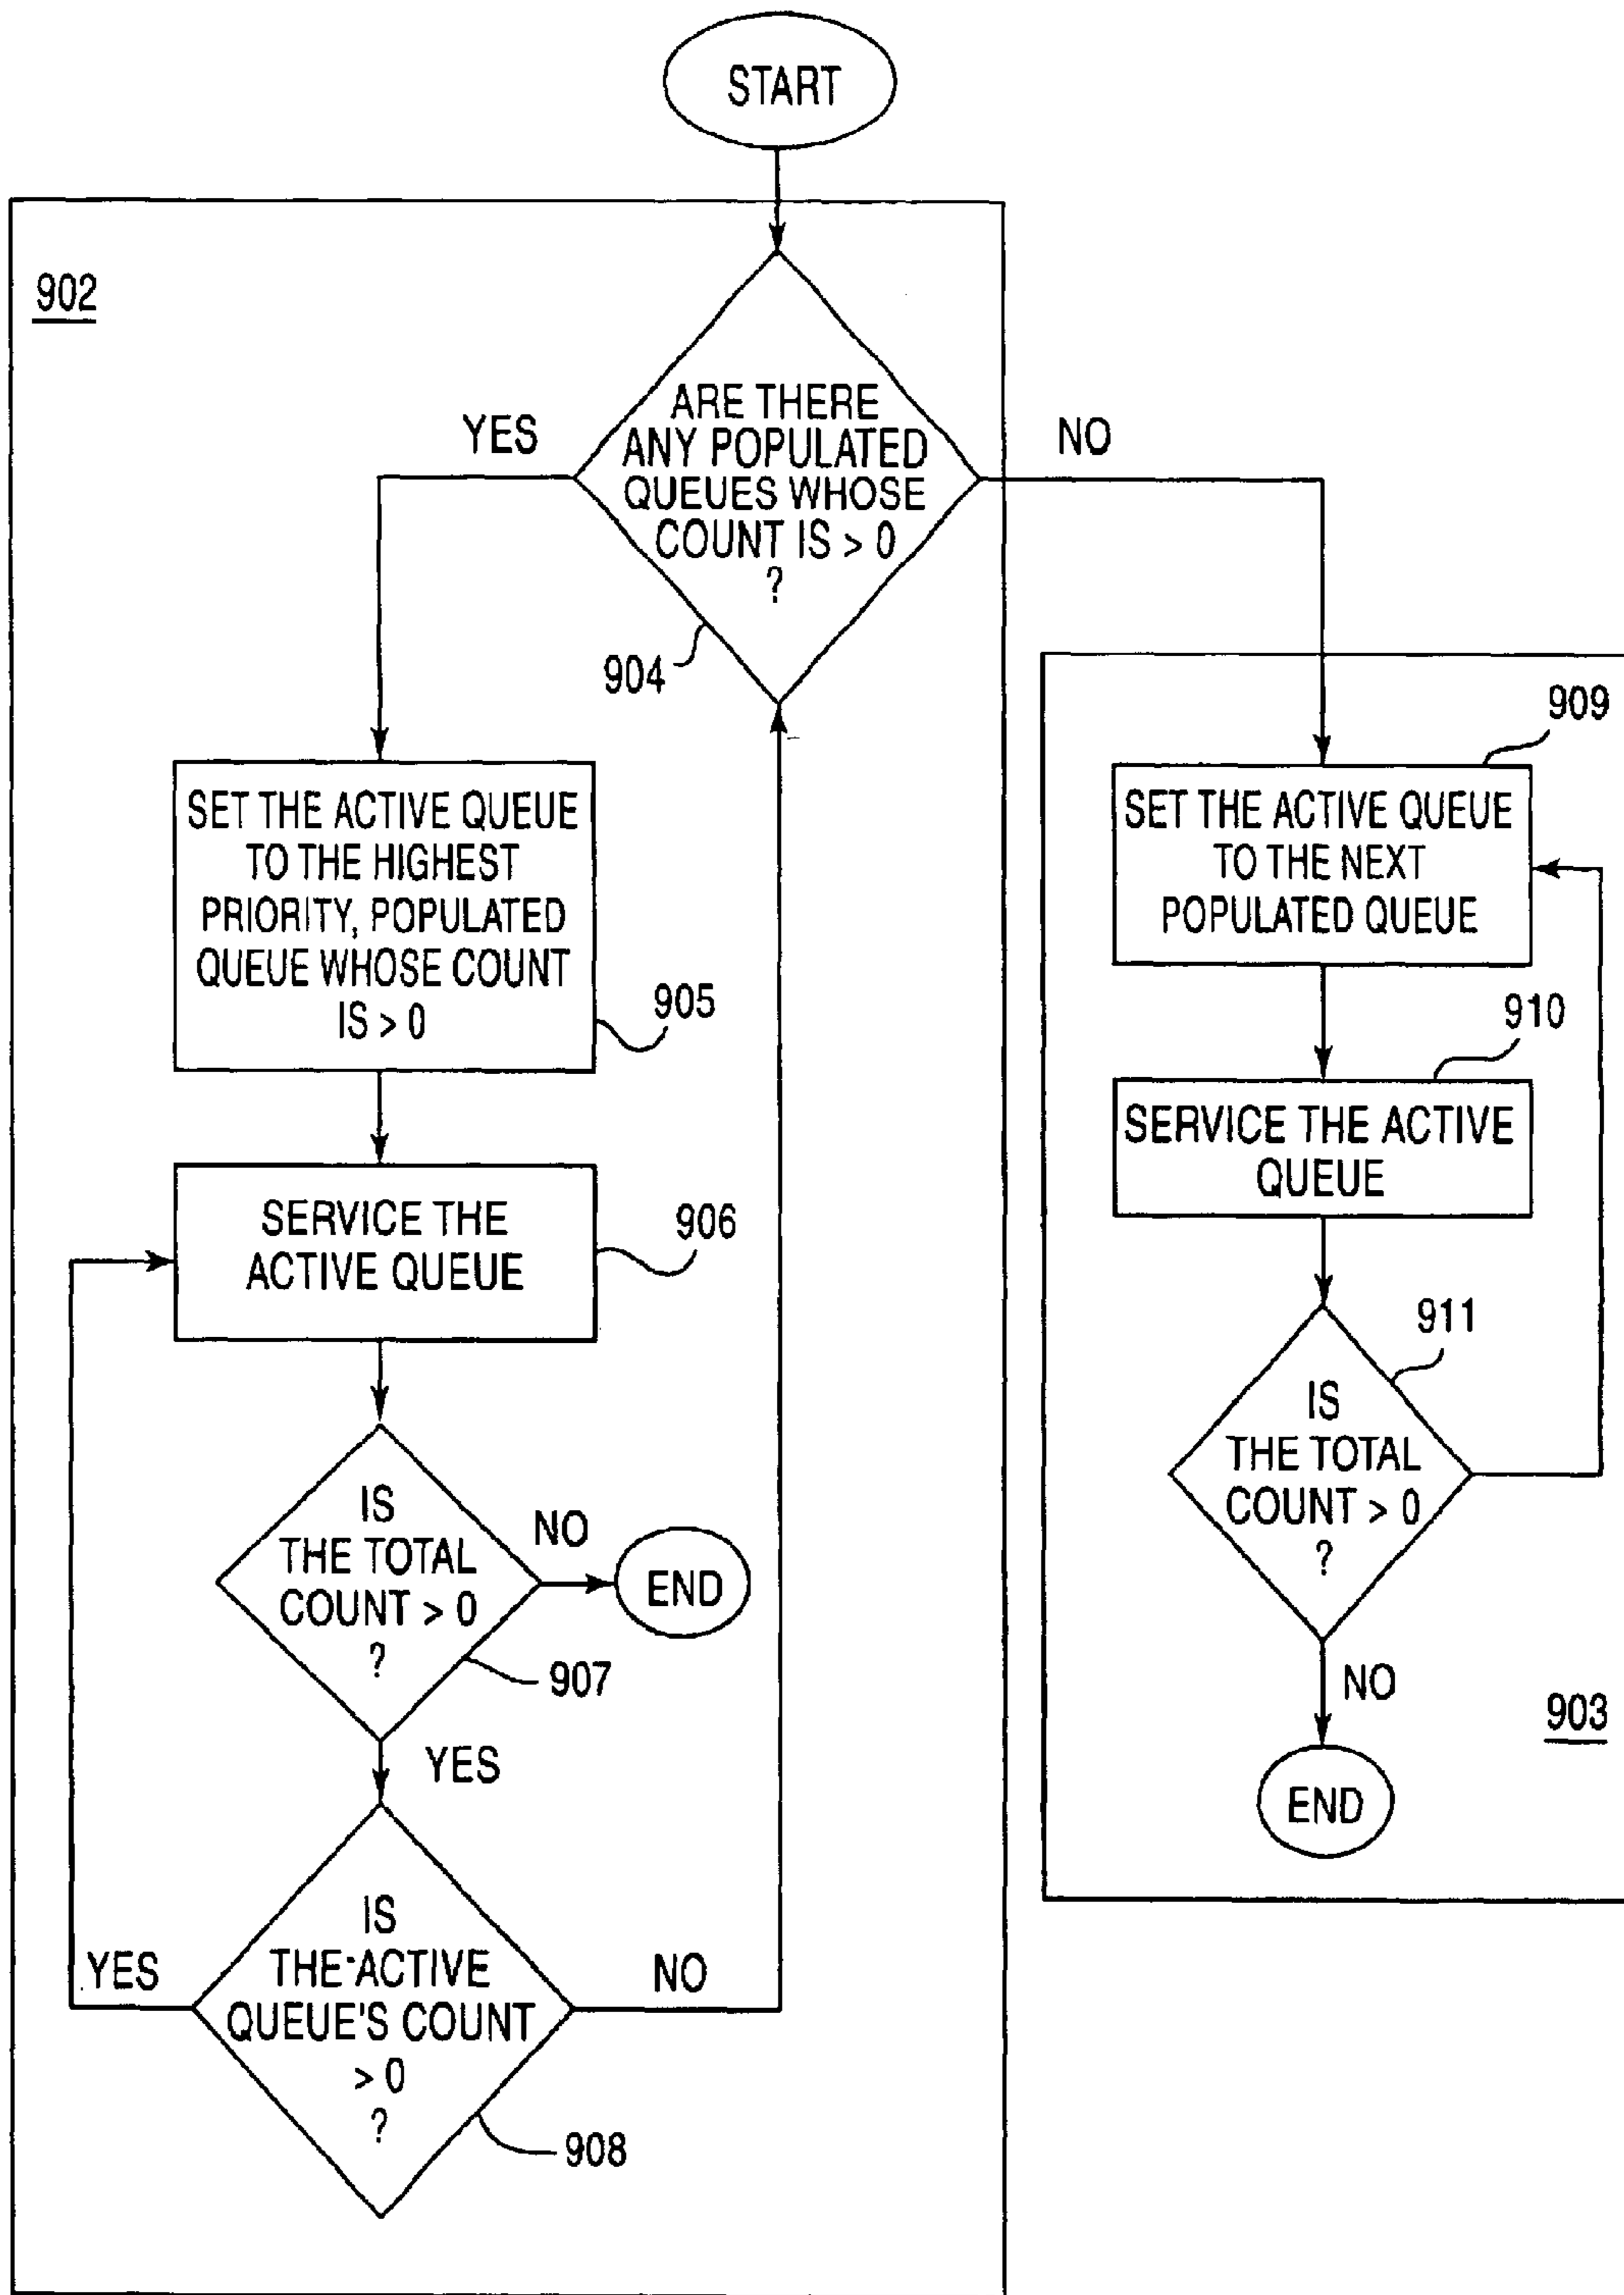 START
902
ARE THERE
ANY POPULATED
QUEUES WHOSE
COUNT IS > 0
?
YES
NO
904
SET THE ACTIVE QUEUE
TO THE HIGHEST
PRIORITY, POPULATED
QUEUE WHOSE COUNT
IS > 0
905
SERVICE THE
ACTIVE QUEUE
906
IS
THE TOTAL
COUNT > 0
?
NO
END
907
YES
IS
THE ACTIVE
QUEUE'S COUNT
> 0
?
YES
NO
908
909
SET THE ACTIVE QUEUE
TO THE NEXT
POPULATED QUEUE
910
SERVICE THE ACTIVE
QUEUE
911
IS
THE TOTAL
COUNT > 0
?
NO
903
END